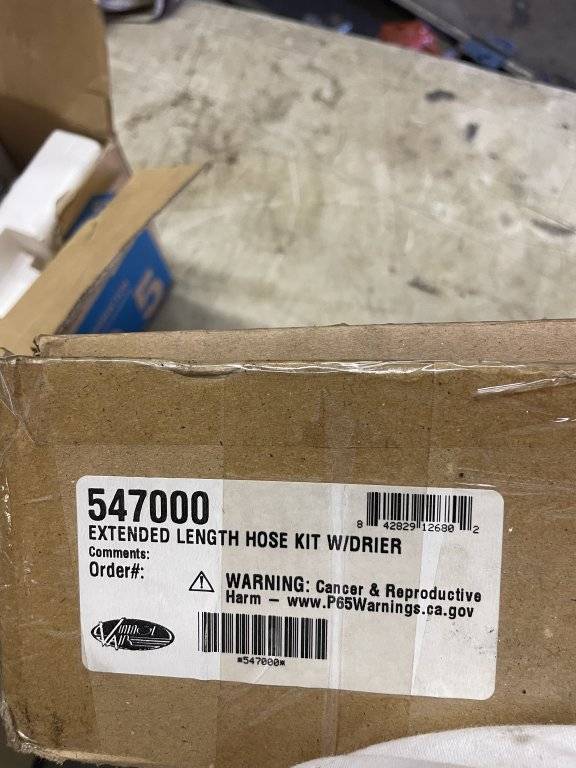 5
547000
EXTENDED LENGTH HOSE KIT W/DRIER
8 42829 12680 2
Comments:
Order#:
WARNING: Cancer & Reproductive
Harm – www.P65Warnings.ca.gov
VINTAGE
AIR
*547000*